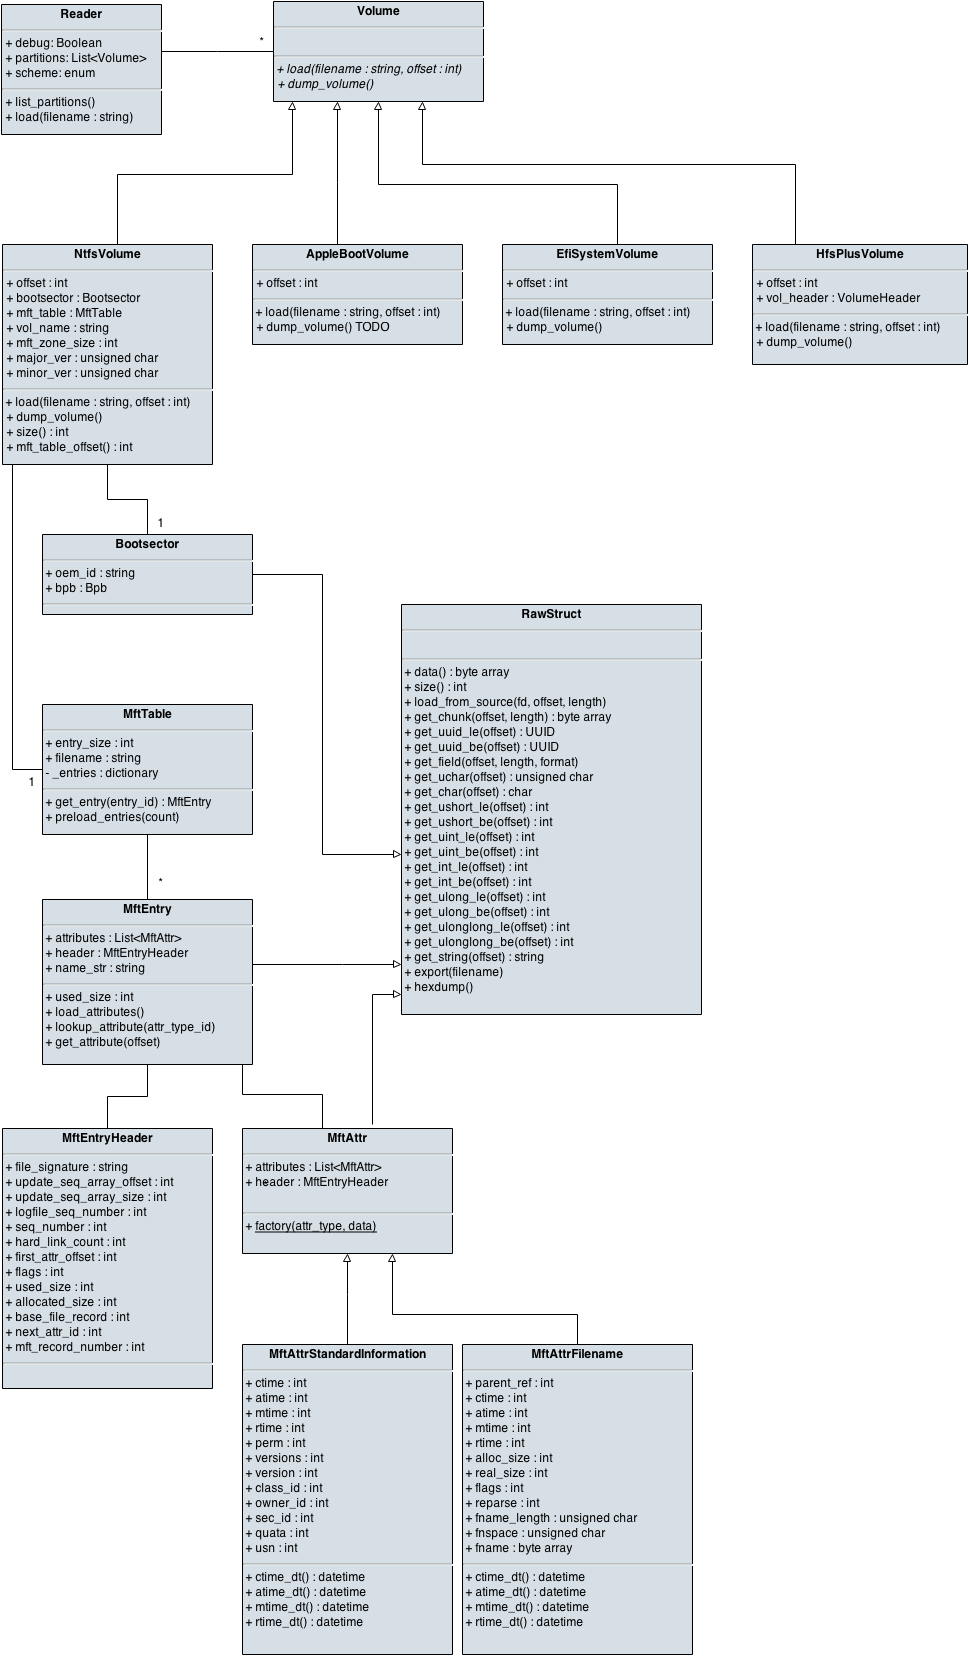 Reader
+ debug: Boolean
+ partitions: List<Volume>
+ scheme: enum
+ list_partitions()
+ load(filename : string)
*
Volume
+ load(filename : string, offset : int)
+ dump_volume()
NtfsVolume
+ offset : int
+ bootsector : Bootsector
+ mft_table : MftTable
+ vol_name : string
+ mft_zone_size : int
+ major_ver : unsigned char
+ minor_ver : unsigned char
+ load(filename : string, offset : int)
+ dump_volume()
+ size() : int
+ mft_table_offset() : int
AppleBootVolume
+ offset : int
+ load(filename : string, offset : int)
+ dump_volume() TODO
EfiSystemVolume
+ offset : int
+ load(filename : string, offset : int)
+ dump_volume()
HfsPlusVolume
+ offset : int
+ vol_header : VolumeHeader
+ load(filename : string, offset : int)
+ dump_volume()
1
Bootsector
+ oem_id : string
+ bpb : Bpb
RawStruct
+ data() : byte array
+ size() : int
+ load_from_source(fd, offset, length)
+ get_chunk(offset, length) : byte array
+ get_uuid_le(offset) : UUID
+ get_uuid_be(offset) : UUID
+ get_field(offset, length, format)
+ get_uchar(offset) : unsigned char
+ get_char(offset) : char
+ get_ushort_le(offset) : int
+ get_ushort_be(offset) : int
+ get_uint_le(offset) : int
+ get_uint_be(offset) : int
+ get_int_le(offset) : int
+ get_int_be(offset) : int
+ get_ulong_le(offset) : int
+ get_ulong_be(offset) : int
+ get_ulonglong_le(offset) : int
+ get_ulonglong_be(offset) : int
+ get_string(offset) : string
+ export(filename)
+ hexdump()
MftTable
+ entry_size : int
+ filename : string
- _entries : dictionary
+ get_entry(entry_id) : MftEntry
+ preload_entries(count)
1
*
MftEntry
+ attributes : List<MftAttr>
+ header : MftEntryHeader
+ name_str : string
+ used_size : int
+ load_attributes()
+ lookup_attribute(attr_type_id)
+ get_attribute(offset)
MftEntryHeader
+ file_signature : string
+ update_seq_array_offset : int
+ update_seq_array_size : int
+ logfile_seq_number : int
+ seq_number : int
+ hard_link_count : int
+ first_attr_offset : int
+ flags : int
+ used_size : int
+ allocated_size : int
+ base_file_record : int
+ next_attr_id : int
+ mft_record_number : int
MftAttr
+ attributes : List<MftAttr>
+ header : MftEntryHeader
+ factory(attr_type, data)
MftAttrStandardInformation
+ ctime : int
+ atime : int
+ mtime : int
+ rtime : int
+ perm : int
+ versions : int
+ version : int
+ class_id : int
+ owner_id : int
+ sec_id : int
+ quata : int
+ usn : int
+ ctime_dt() : datetime
+ atime_dt() : datetime
+ mtime_dt() : datetime
+ rtime_dt() : datetime
MftAttrFilename
+ parent_ref : int
+ ctime : int
+ atime : int
+ mtime : int
+ rtime : int
+ alloc_size : int
+ real_size : int
+ flags : int
+ reparse : int
+ fname_length : unsigned char
+ fnspace : unsigned char
+ fname : byte array
+ ctime_dt() : datetime
+ atime_dt() : datetime
+ mtime_dt() : datetime
+ rtime_dt() : datetime